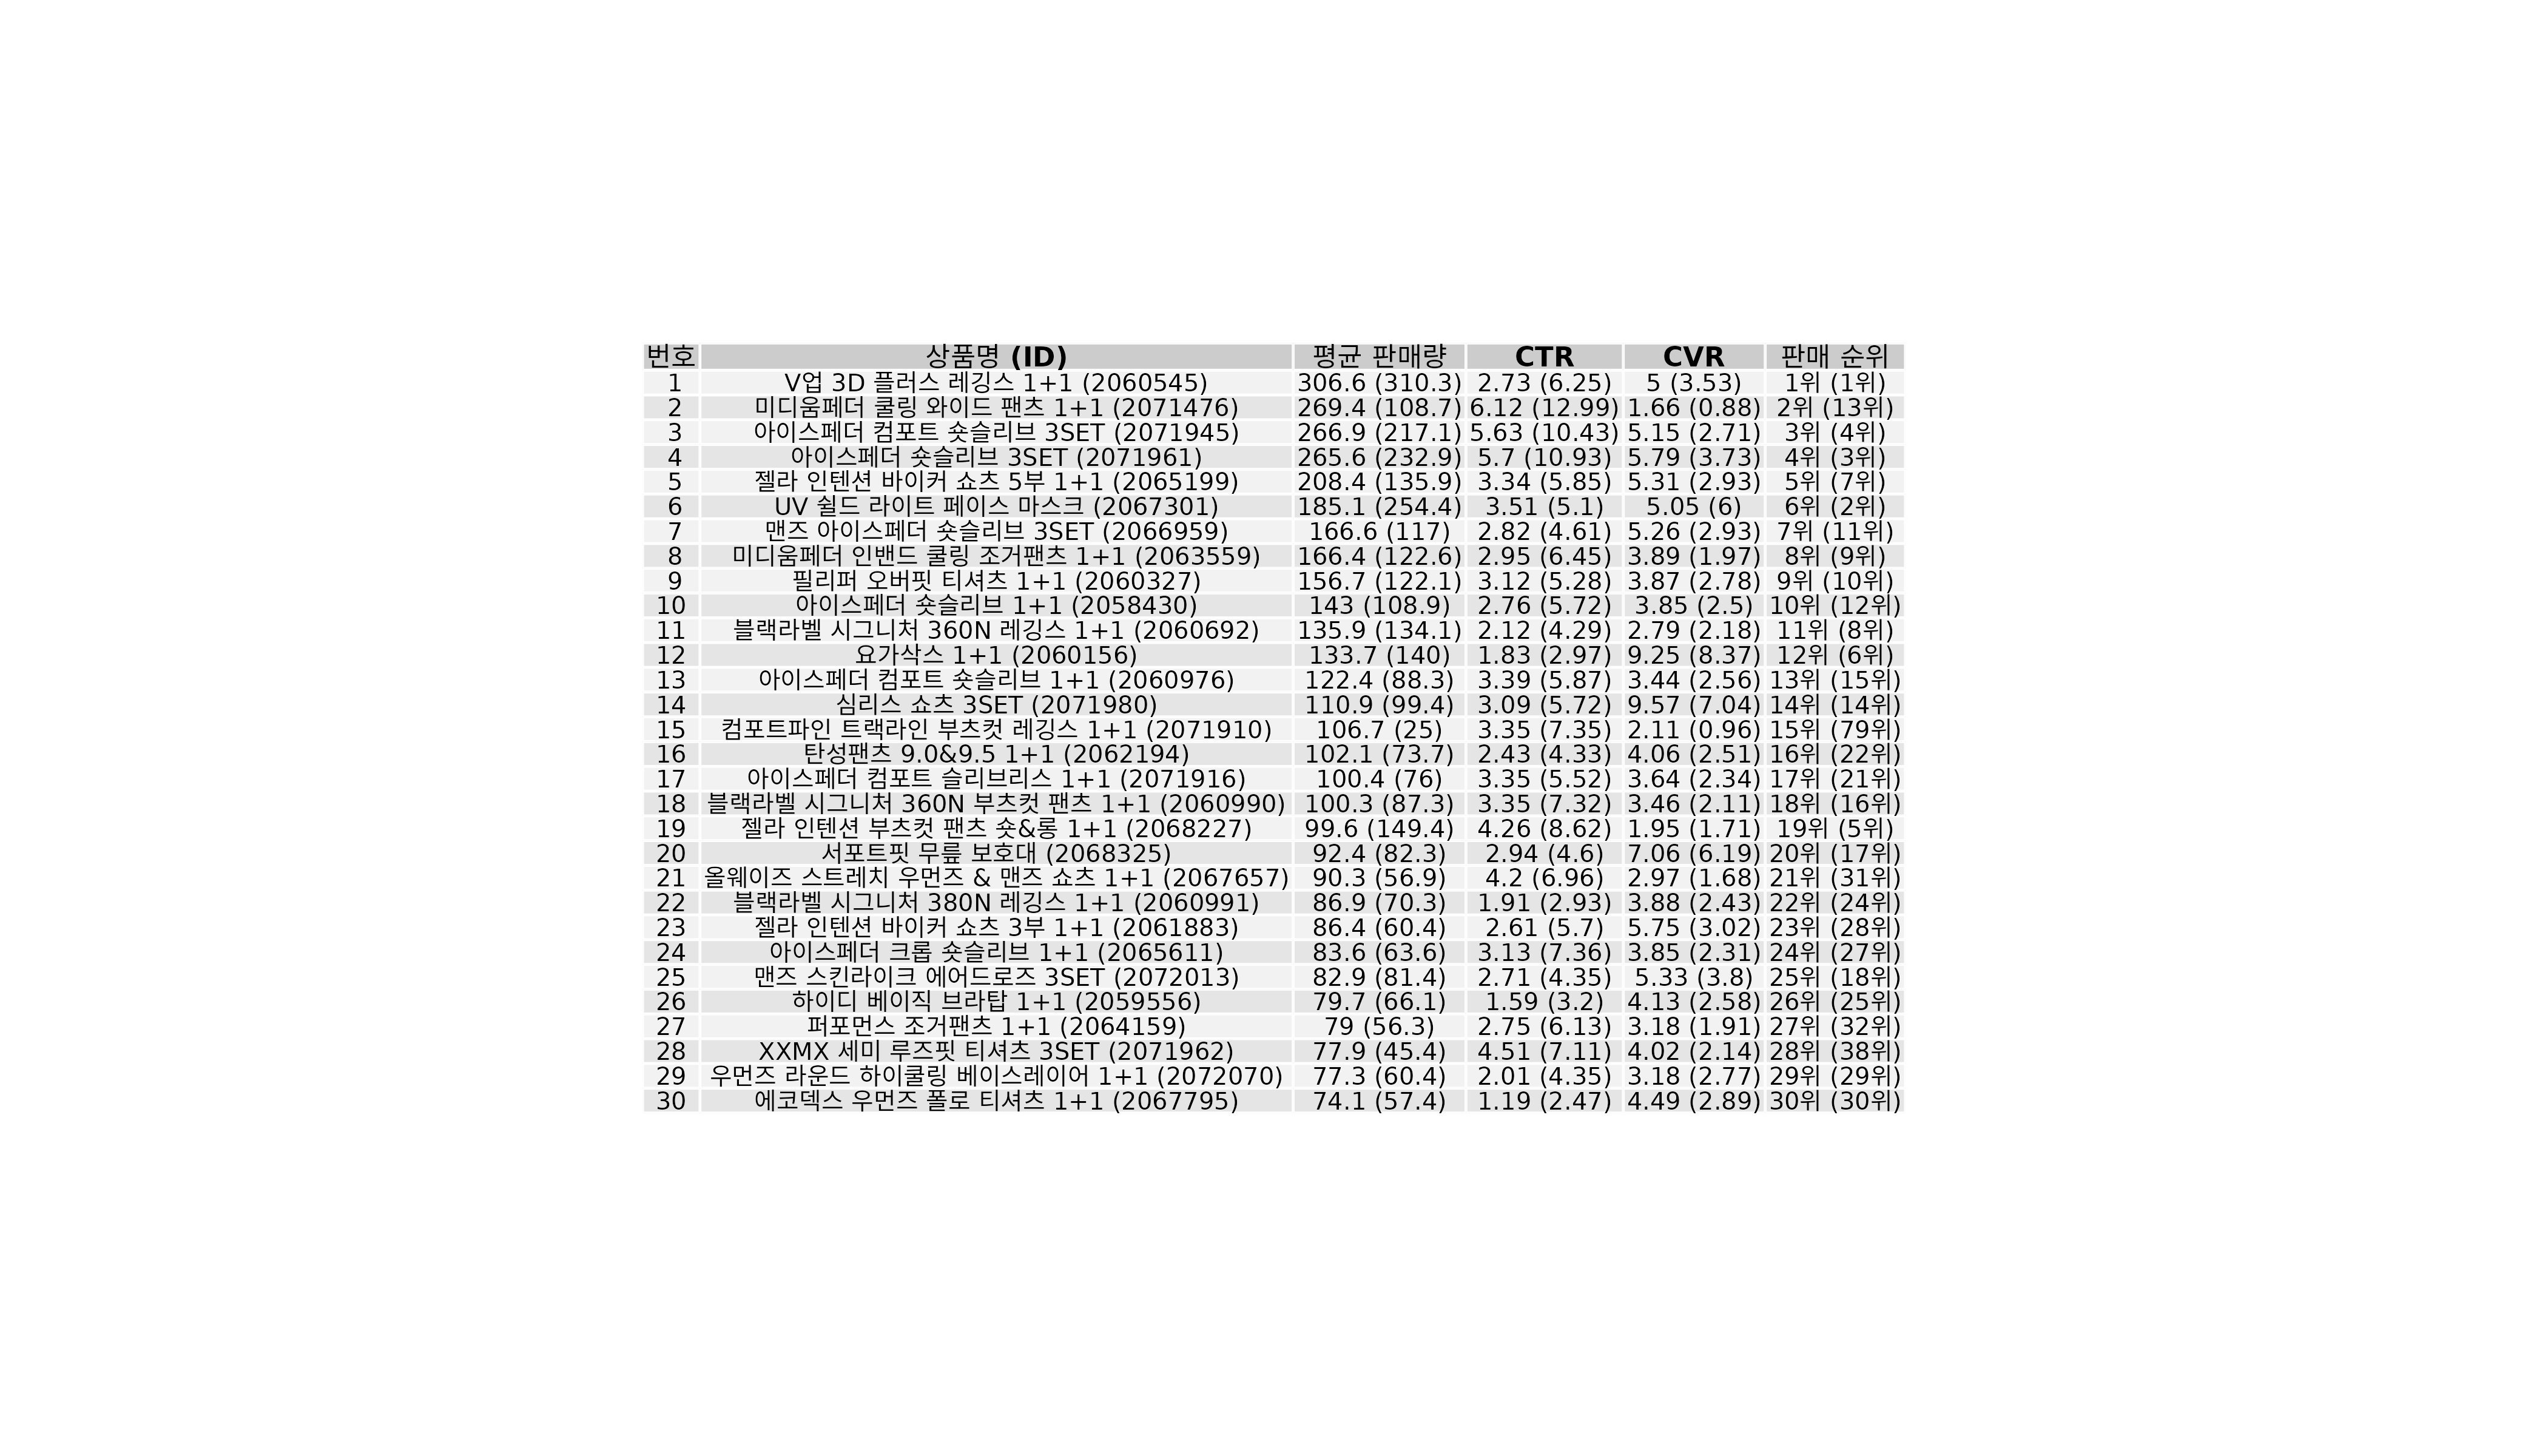 번호 상품명 (ID) 평균 판매량 CTR CVR 판매 순위
1 V업 3D 플러스 레깅스 1+1 (2060545) 306.6 (310.3) 2.73 (6.25) 5 (3.53) 1위 (1위)
2 미디움페더 쿨링 와이드 팬츠 1+1 (2071476) 269.4 (108.7) 6.12 (12.99) 1.66 (0.88) 2위 (13위)
3 아이스페더 컴포트 숏슬리브 3SET (2071945) 266.9 (217.1) 5.63 (10.43) 5.15 (2.71) 3위 (4위)
4 아이스페더 숏슬리브 3SET (2071961) 265.6 (232.9) 5.7 (10.93) 5.79 (3.73) 4위 (3위)
5 젤라 인텐션 바이커 쇼츠 5부 1+1 (2065199) 208.4 (135.9) 3.34 (5.85) 5.31 (2.93) 5위 (7위)
6 UV 쉴드 라이트 페이스 마스크 (2067301) 185.1 (254.4) 3.51 (5.1) 5.05 (6) 6위 (2위)
7 맨즈 아이스페더 숏슬리브 3SET (2066959) 166.6 (117) 2.82 (4.61) 5.26 (2.93) 7위 (11위)
8 미디움페더 인밴드 쿨링 조거팬츠 1+1 (2063559) 166.4 (122.6) 2.95 (6.45) 3.89 (1.97) 8위 (9위)
9 필리퍼 오버핏 티셔츠 1+1 (2060327) 156.7 (122.1) 3.12 (5.28) 3.87 (2.78) 9위 (10위)
10 아이스페더 숏슬리브 1+1 (2058430) 143 (108.9) 2.76 (5.72) 3.85 (2.5) 10위 (12위)
11 블랙라벨 시그니처 360N 레깅스 1+1 (2060692) 135.9 (134.1) 2.12 (4.29) 2.79 (2.18) 11위 (8위)
12 요가삭스 1+1 (2060156) 133.7 (140) 1.83 (2.97) 9.25 (8.37) 12위 (6위)
13 아이스페더 컴포트 숏슬리브 1+1 (2060976) 122.4 (88.3) 3.39 (5.87) 3.44 (2.56) 13위 (15위)
14 심리스 쇼츠 3SET (2071980) 110.9 (99.4) 3.09 (5.72) 9.57 (7.04) 14위 (14위)
15 컴포트파인 트랙라인 부츠컷 레깅스 1+1 (2071910) 106.7 (25) 3.35 (7.35) 2.11 (0.96) 15위 (79위)
16 탄성팬츠 9.0&9.5 1+1 (2062194) 102.1 (73.7) 2.43 (4.33) 4.06 (2.51) 16위 (22위)
17 아이스페더 컴포트 슬리브리스 1+1 (2071916) 100.4 (76) 3.35 (5.52) 3.64 (2.34) 17위 (21위)
18 블랙라벨 시그니처 360N 부츠컷 팬츠 1+1 (2060990) 100.3 (87.3) 3.35 (7.32) 3.46 (2.11) 18위 (16위)
19 젤라 인텐션 부츠컷 팬츠 숏&롱 1+1 (2068227) 99.6 (149.4) 4.26 (8.62) 1.95 (1.71) 19위 (5위)
20 서포트핏 무릎 보호대 (2068325) 92.4 (82.3) 2.94 (4.6) 7.06 (6.19) 20위 (17위)
21 올웨이즈 스트레치 우먼즈 & 맨즈 쇼츠 1+1 (2067657) 90.3 (56.9) 4.2 (6.96) 2.97 (1.68) 21위 (31위)
22 블랙라벨 시그니처 380N 레깅스 1+1 (2060991) 86.9 (70.3) 1.91 (2.93) 3.88 (2.43) 22위 (24위)
23 젤라 인텐션 바이커 쇼츠 3부 1+1 (2061883) 86.4 (60.4) 2.61 (5.7) 5.75 (3.02) 23위 (28위)
24 아이스페더 크롭 숏슬리브 1+1 (2065611) 83.6 (63.6) 3.13 (7.36) 3.85 (2.31) 24위 (27위)
25 맨즈 스킨라이크 에어드로즈 3SET (2072013) 82.9 (81.4) 2.71 (4.35) 5.33 (3.8) 25위 (18위)
26 하이디 베이직 브라탑 1+1 (2059556) 79.7 (66.1) 1.59 (3.2) 4.13 (2.58) 26위 (25위)
27 퍼포먼스 조거팬츠 1+1 (2064159) 79 (56.3) 2.75 (6.13) 3.18 (1.91) 27위 (32위)
28 XXMX 세미 루즈핏 티셔츠 3SET (2071962) 77.9 (45.4) 4.51 (7.11) 4.02 (2.14) 28위 (38위)
29 우먼즈 라운드 하이쿨링 베이스레이어 1+1 (2072070) 77.3 (60.4) 2.01 (4.35) 3.18 (2.77) 29위 (29위)
30 에코덱스 우먼즈 폴로 티셔츠 1+1 (2067795) 74.1 (57.4) 1.19 (2.47) 4.49 (2.89) 30위 (30위)